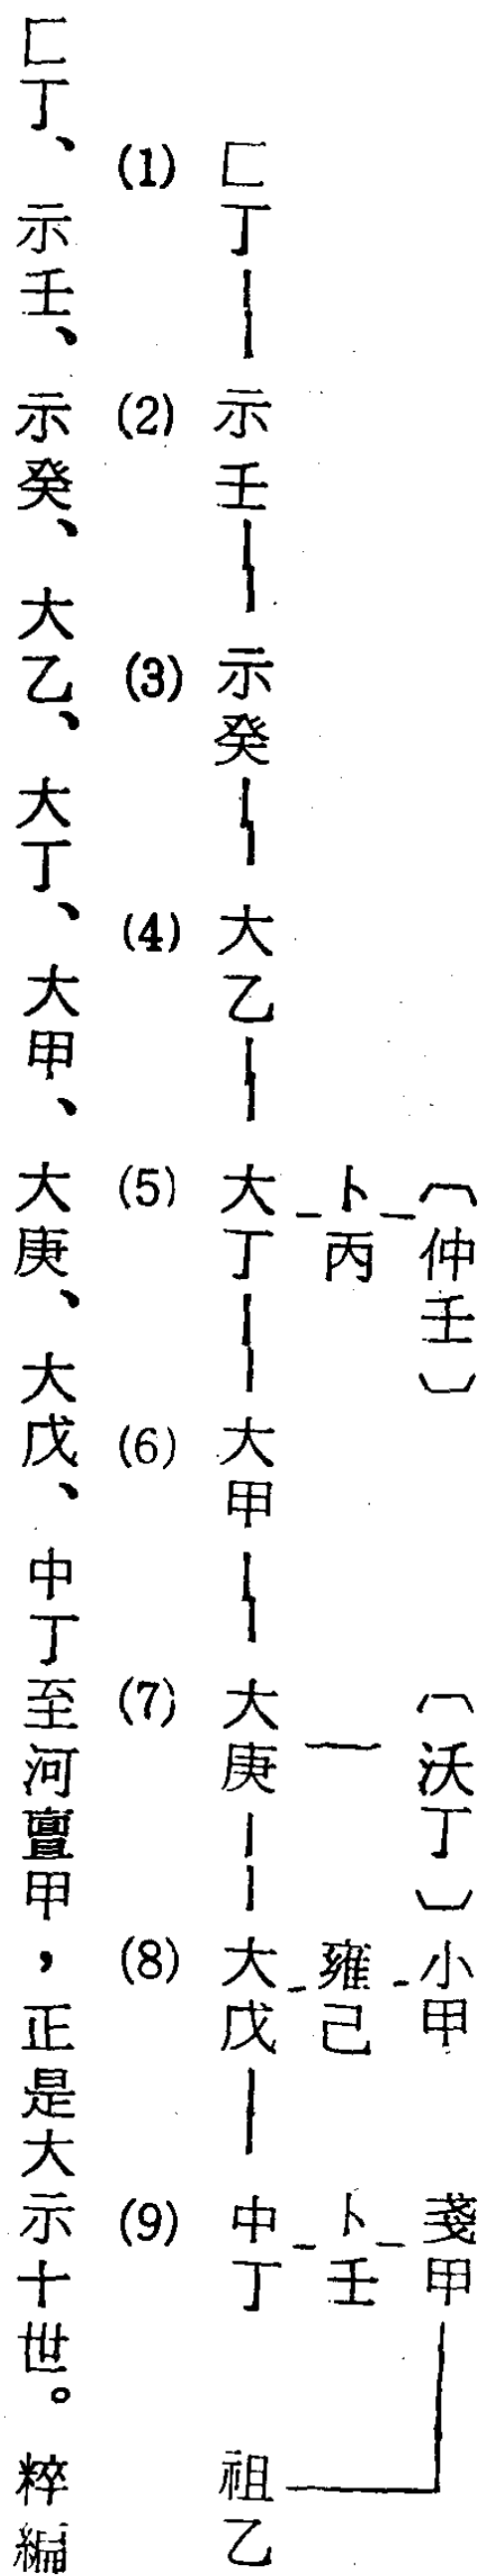 〔仲壬〕 〔沃丁〕 小甲 戔甲
卜丙 雍己 卜壬
匚丁—示壬—示癸—大乙—大丁—大甲—大庚—大戊—中丁 祖乙
(1) (2) (3) (4) (5) (6) (7) (8) (9)
匚丁、示壬、示癸、大乙、大丁、大甲、大庚、大戊、中丁至河亶甲，正是大示十世。粹編